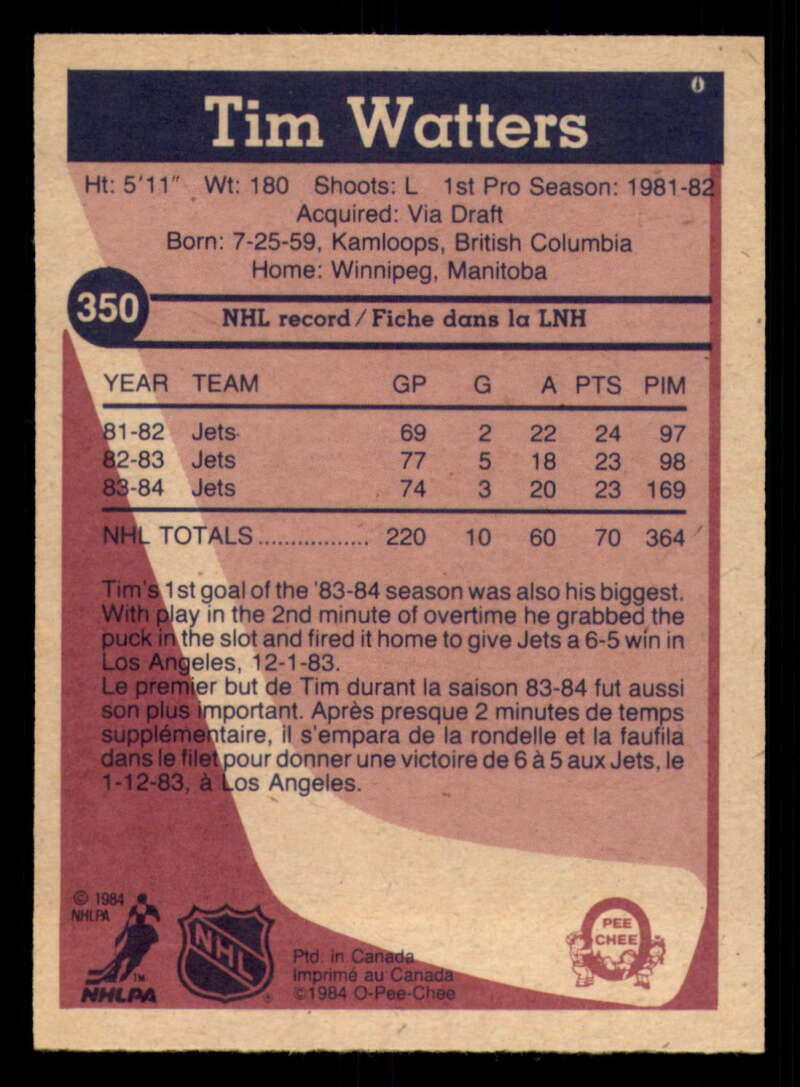 Tim Watters
Ht: 5'11" Wt: 180 Shoots: L 1st Pro Season: 1981-82
Acquired: Via Draft
Born: 7-25-59, Kamloops, British Columbia
Home: Winnipeg, Manitoba
350
NHL record/Fiche dans la LNH
YEAR TEAM GP G A PTS PIM
81-82 Jets 69 2 22 24 97
82-83 Jets 77 5 18 23 98
83-84 Jets 74 3 20 23 169
NHL TOTALS................. 220 10 60 70 364
Tim's 1st goal of the '83-84 season was also his biggest.
With play in the 2nd minute of overtime he grabbed the
puck in the slot and fired it home to give Jets a 6-5 win in
Los Angeles, 12-1-83.
Le premier but de Tim durant la saison 83-84 fut aussi
son plus important. Après presque 2 minutes de temps
supplémentaire, il s'empara de la rondelle et la faufila
dans le filet pour donner une victoire de 6 à 5 aux Jets, le
1-12-83, à Los Angeles.
© 1984
NHLPA
TM
NHLPA
NHL
Ptd. in Canada
Imprimé au Canada
©1984 O-Pee-Chee
PEE
CHEE